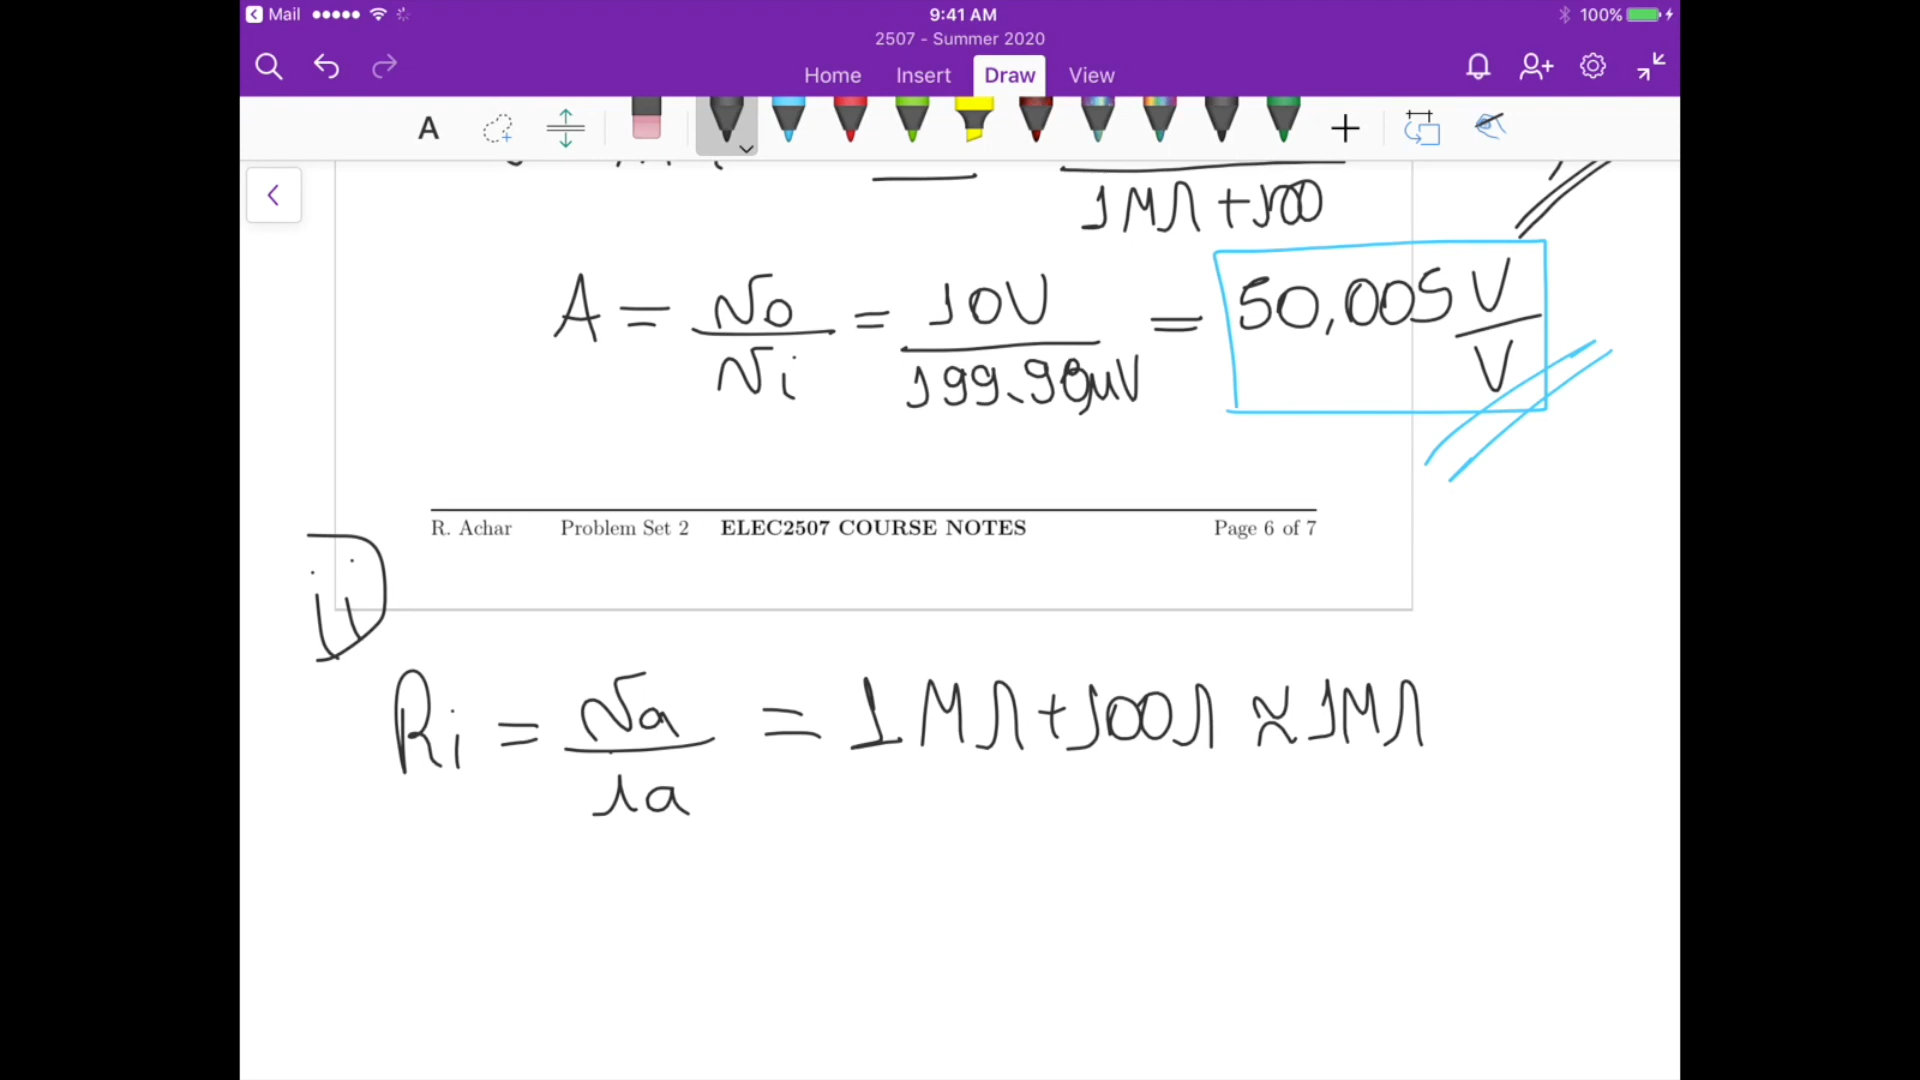 Mail 9:41 AM 100%
2507 - Summer 2020
Home Insert Draw View
A
1MΩ + 100
A = vo/vi = 10V/199.98μV = 50,005 V/V
R. Achar Problem Set 2 ELEC2507 COURSE NOTES Page 6 of 7
ii)
Ri = va/ia = 1MΩ + 100Ω ≈ 1MΩ